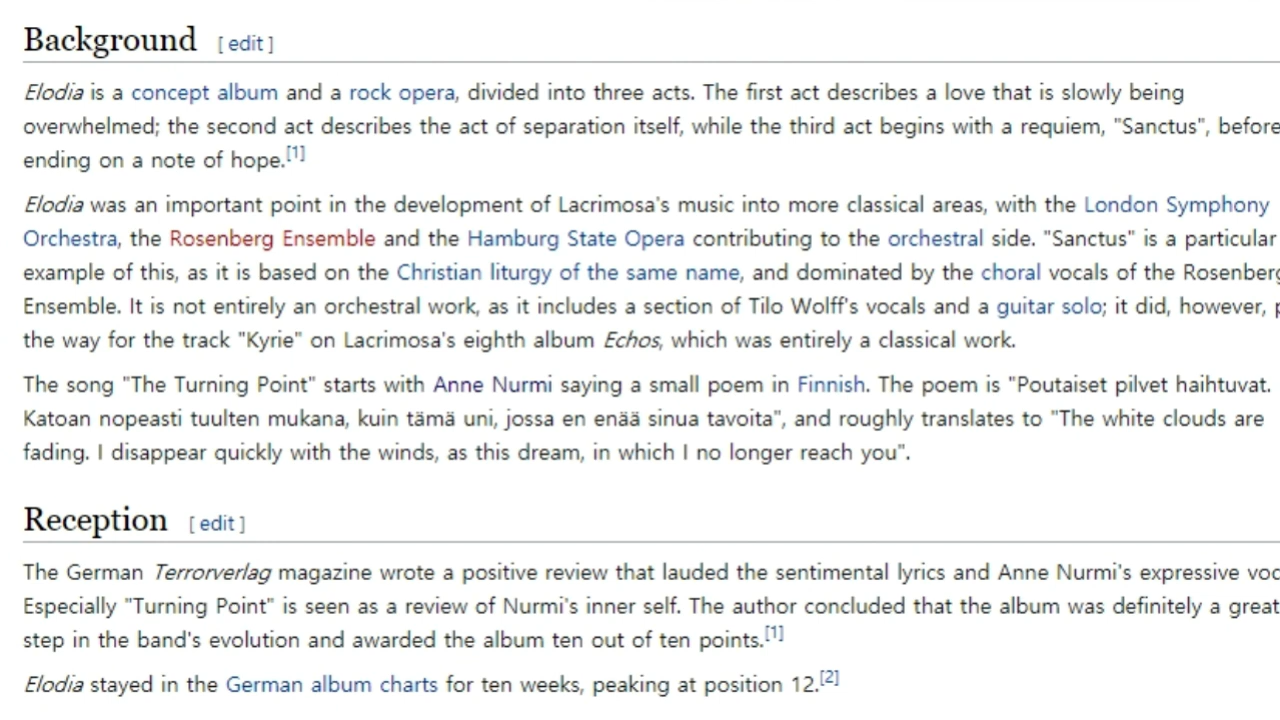 Background [ edit ]
Elodia is a concept album and a rock opera, divided into three acts. The first act describes a love that is slowly being
overwhelmed; the second act describes the act of separation itself, while the third act begins with a requiem, "Sanctus", before
ending on a note of hope.[1]
Elodia was an important point in the development of Lacrimosa's music into more classical areas, with the London Symphony
Orchestra, the Rosenberg Ensemble and the Hamburg State Opera contributing to the orchestral side. "Sanctus" is a particular
example of this, as it is based on the Christian liturgy of the same name, and dominated by the choral vocals of the Rosenberg
Ensemble. It is not entirely an orchestral work, as it includes a section of Tilo Wolff's vocals and a guitar solo; it did, however,
the way for the track "Kyrie" on Lacrimosa's eighth album Echos, which was entirely a classical work.
The song "The Turning Point" starts with Anne Nurmi saying a small poem in Finnish. The poem is "Poutaiset pilvet haihtuvat.
Katoan nopeasti tuulten mukana, kuin tämä uni, jossa en enää sinua tavoita", and roughly translates to "The white clouds are
fading. I disappear quickly with the winds, as this dream, in which I no longer reach you".
Reception [ edit ]
The German Terrorverlag magazine wrote a positive review that lauded the sentimental lyrics and Anne Nurmi's expressive
Especially "Turning Point" is seen as a review of Nurmi's inner self. The author concluded that the album was definitely a great
step in the band's evolution and awarded the album ten out of ten points.[1]
Elodia stayed in the German album charts for ten weeks, peaking at position 12.[2]